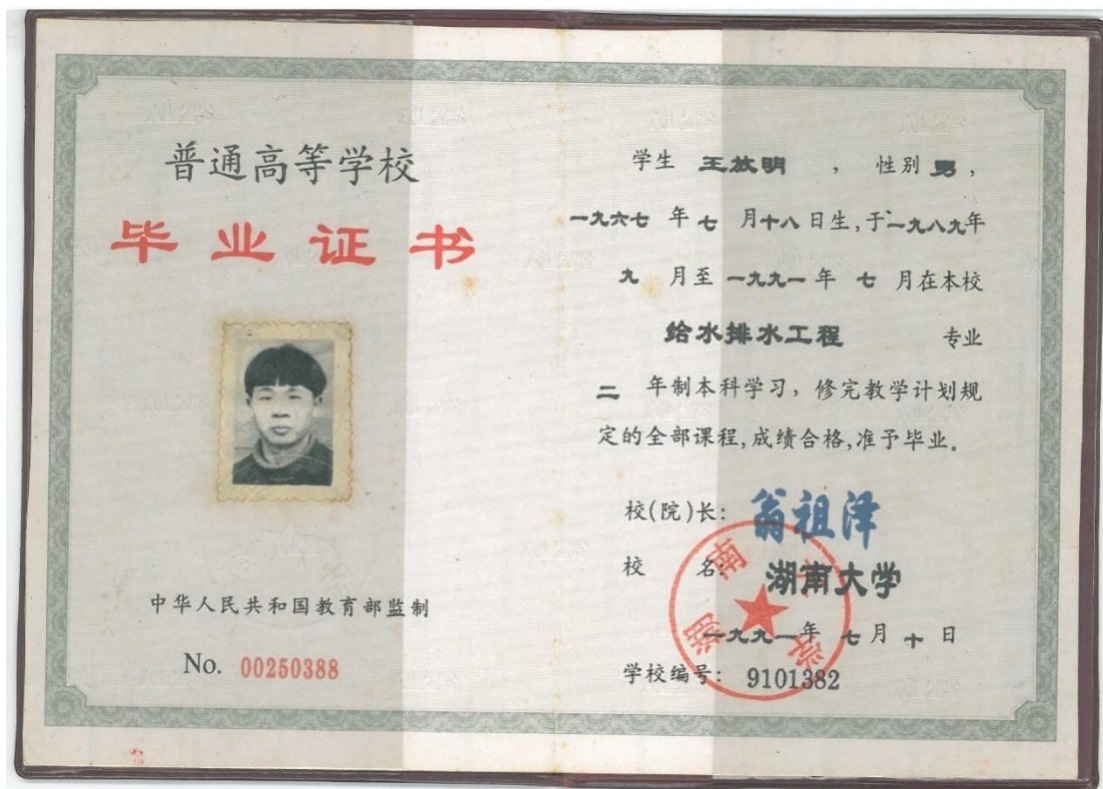 普通高等学校
毕业证书
中华人民共和国教育部监制
No. 00250388
学生 王放明 ， 性别 男，
一九六七 年 七 月十八 日生，于一九八九年
九 月至 一九九一 年 七 月在本校
给水排水工程 专业
二 年制本科学习，修完教学计划规
定的全部课程，成绩合格，准予毕业。
校(院)长： 翁祖泽
校 名： 湖南大学
湖南大学
一九九一年 七 月 十 日
学校编号： 9101382